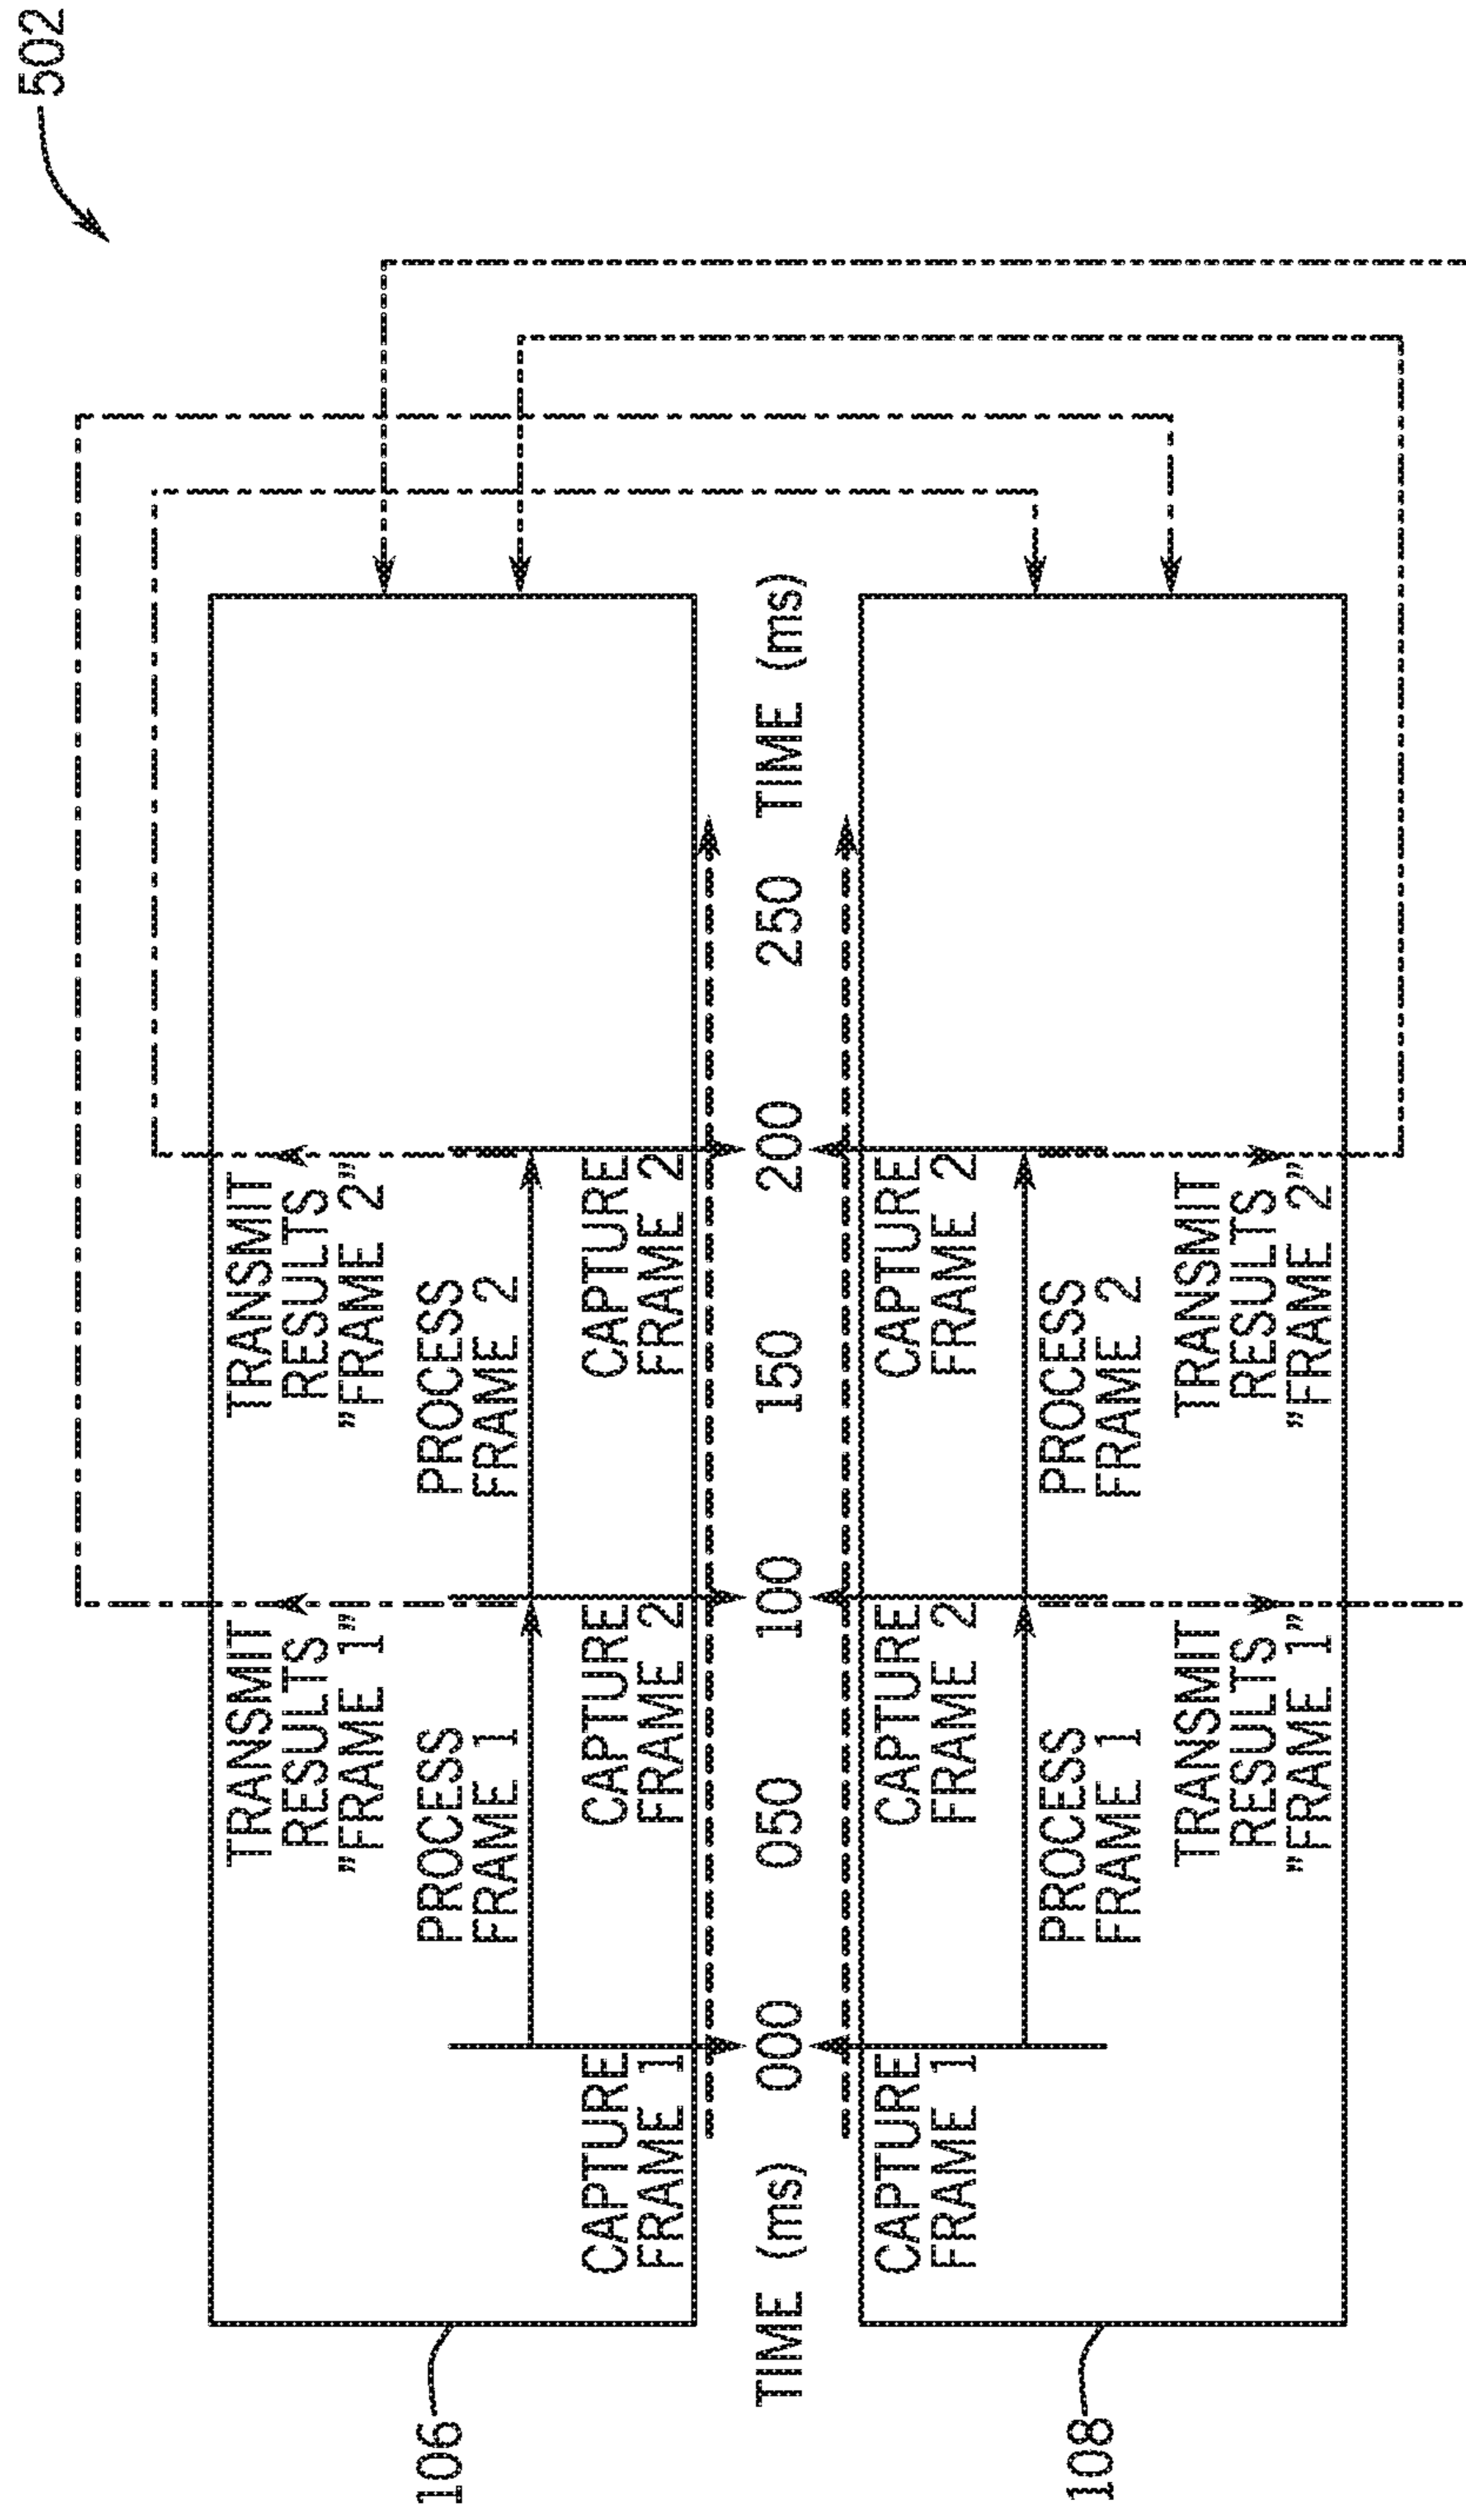 502
TRANSMIT
RESULTS
"FRAME 1"
TRANSMIT
RESULTS
"FRAME 2"
106
PROCESS
FRAME 1
PROCESS
FRAME 2
CAPTURE
FRAME 1
CAPTURE
FRAME 2
CAPTURE
FRAME 2
TIME (ms) 000 050 100 150 200 250 TIME (ms)
CAPTURE
FRAME 1
CAPTURE
FRAME 2
CAPTURE
FRAME 2
108
PROCESS
FRAME 1
PROCESS
FRAME 2
TRANSMIT
RESULTS
"FRAME 1"
TRANSMIT
RESULTS
"FRAME 2"